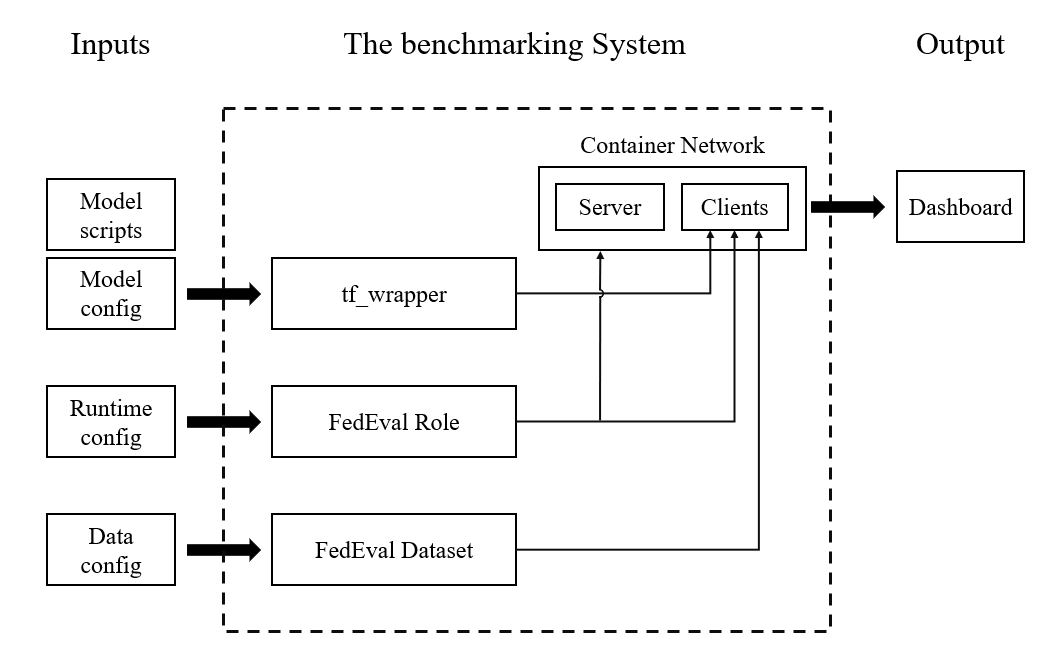 Inputs
The benchmarking System
Output
Container Network
Model
scripts
Server
Clients
Dashboard
Model
config
tf_wrapper
Runtime
config
FedEval Role
Data
config
FedEval Dataset